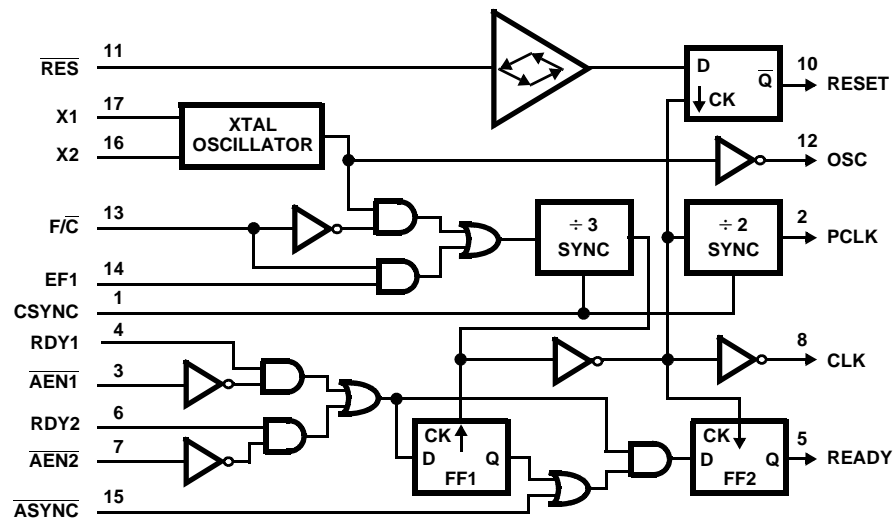 11
RES
X1
17
X2
16
XTAL
OSCILLATOR
D
Q
CK
10
RESET
12
OSC
F/C
13
÷ 3
SYNC
÷ 2
SYNC
2
PCLK
EF1
14
CSYNC
1
RDY1
4
AEN1
3
RDY2
6
AEN2
7
ASYNC
15
8
CLK
CK
D
Q
FF1
CK
D
Q
FF2
5
READY